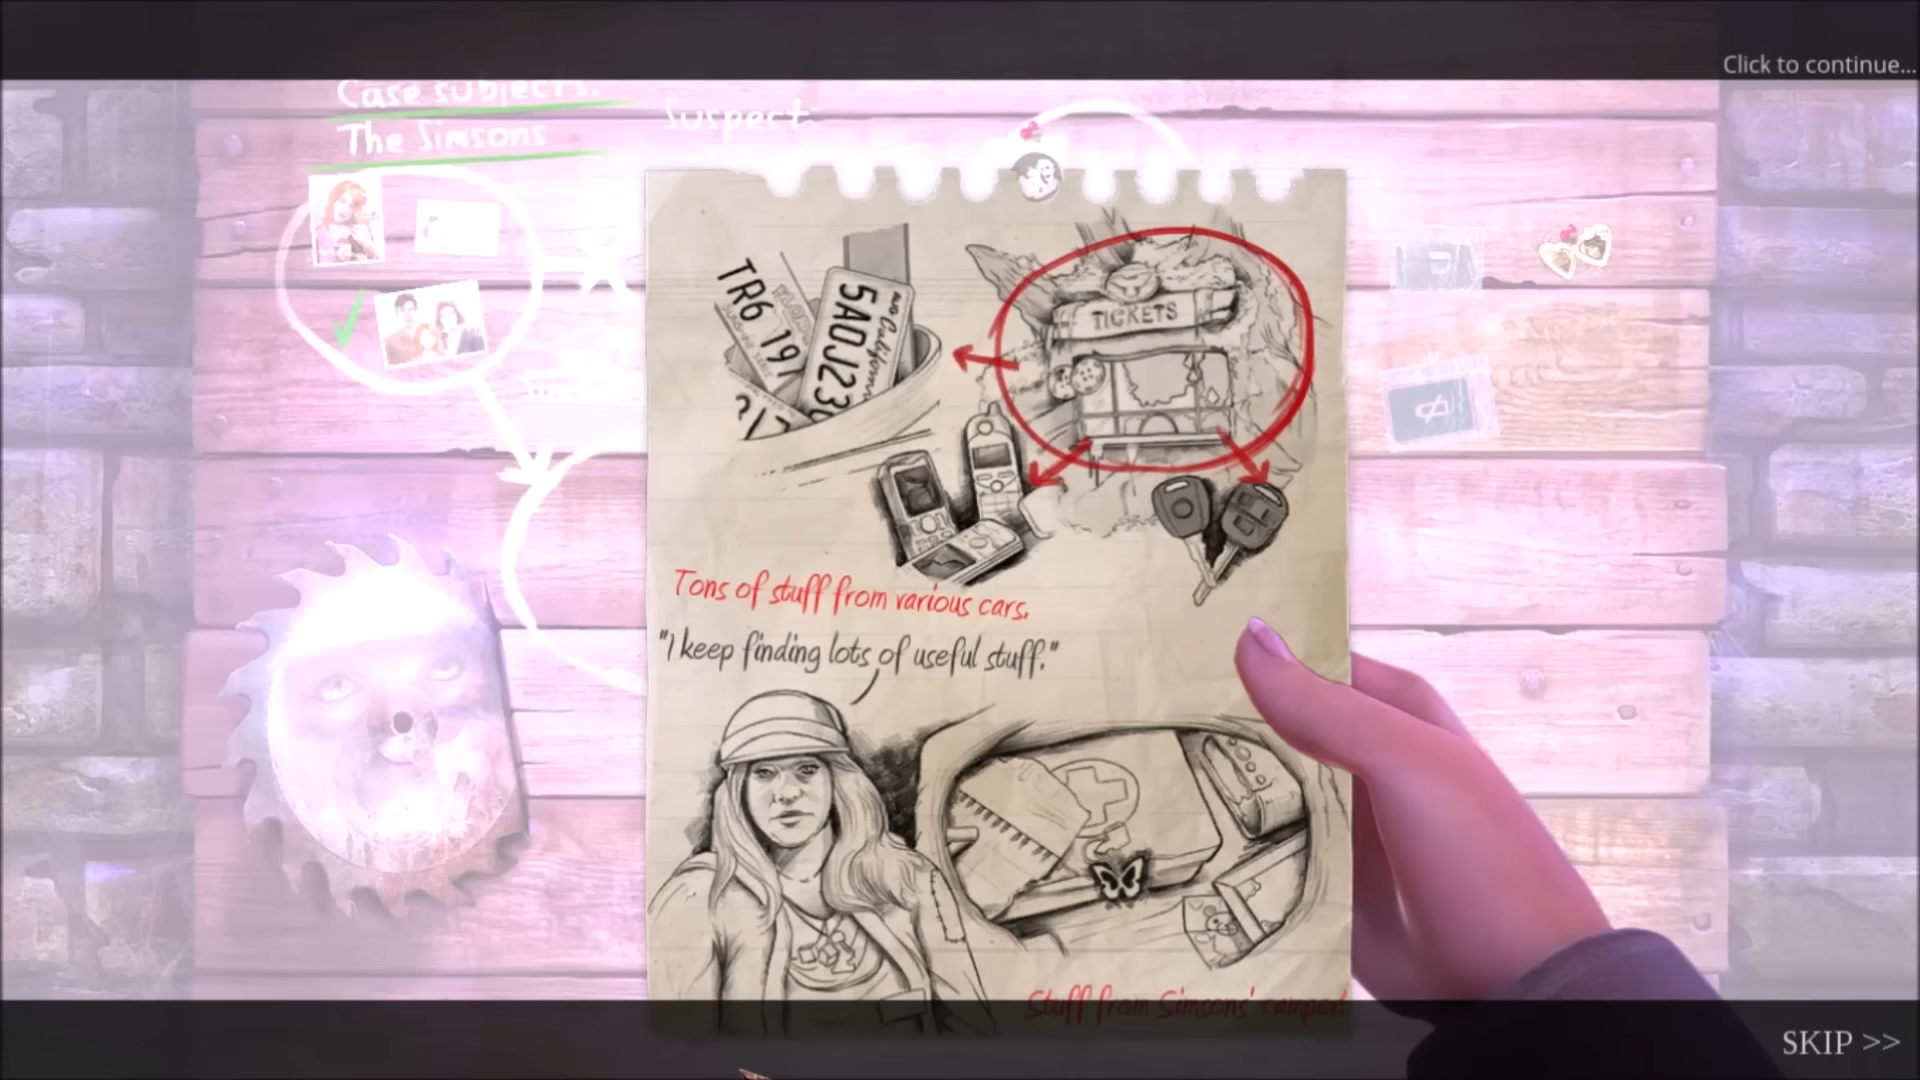 Click to continue...
Case subjects:
The Simsons
Suspect:
TICKETS
TR6 191
5AOJ23
Tons of stuff from various cars.
"I keep finding lots of useful stuff."
Stuff from Simsons' camper!
SKIP >>